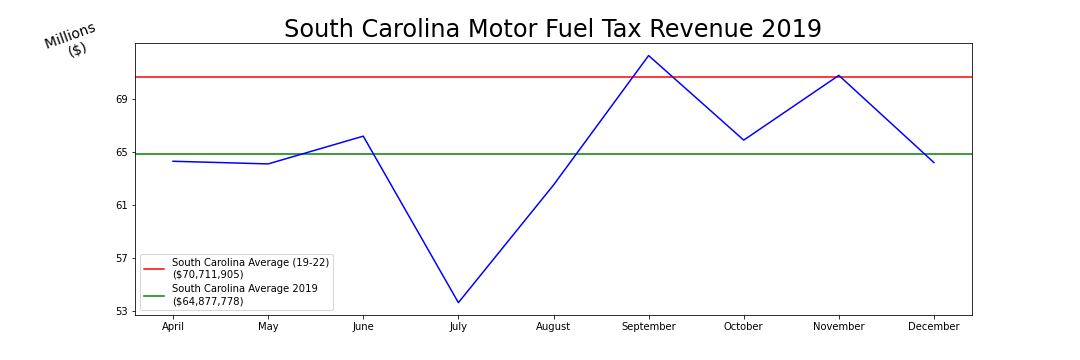 South Carolina Motor Fuel Tax Revenue 2019
Millions
($)
69
65
61
57
53
South Carolina Average (19-22)
($70,711,905)
South Carolina Average 2019
($64,877,778)
April May June July August September October November December